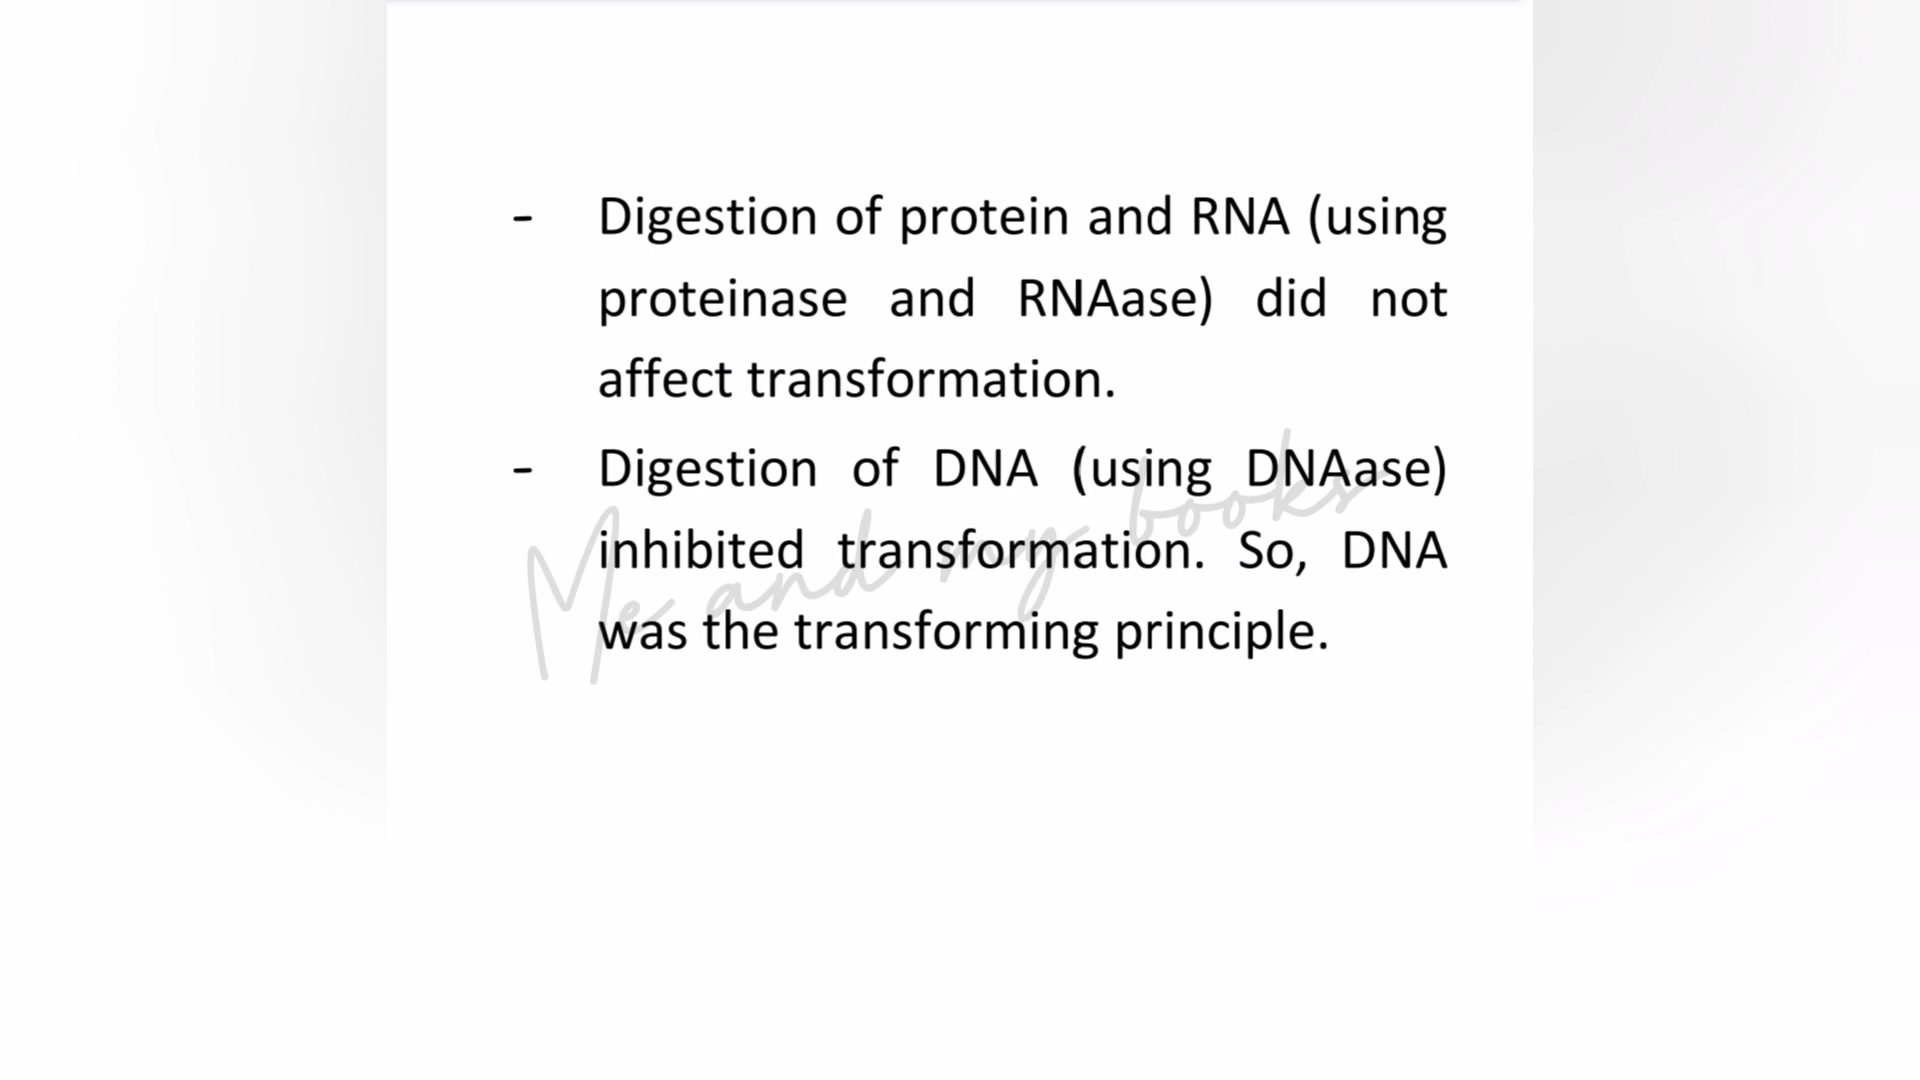 - Digestion of protein and RNA (using
proteinase and RNAase) did not
affect transformation.
- Digestion of DNA (using DNAase)
inhibited transformation. So, DNA
was the transforming principle.
Me and my books